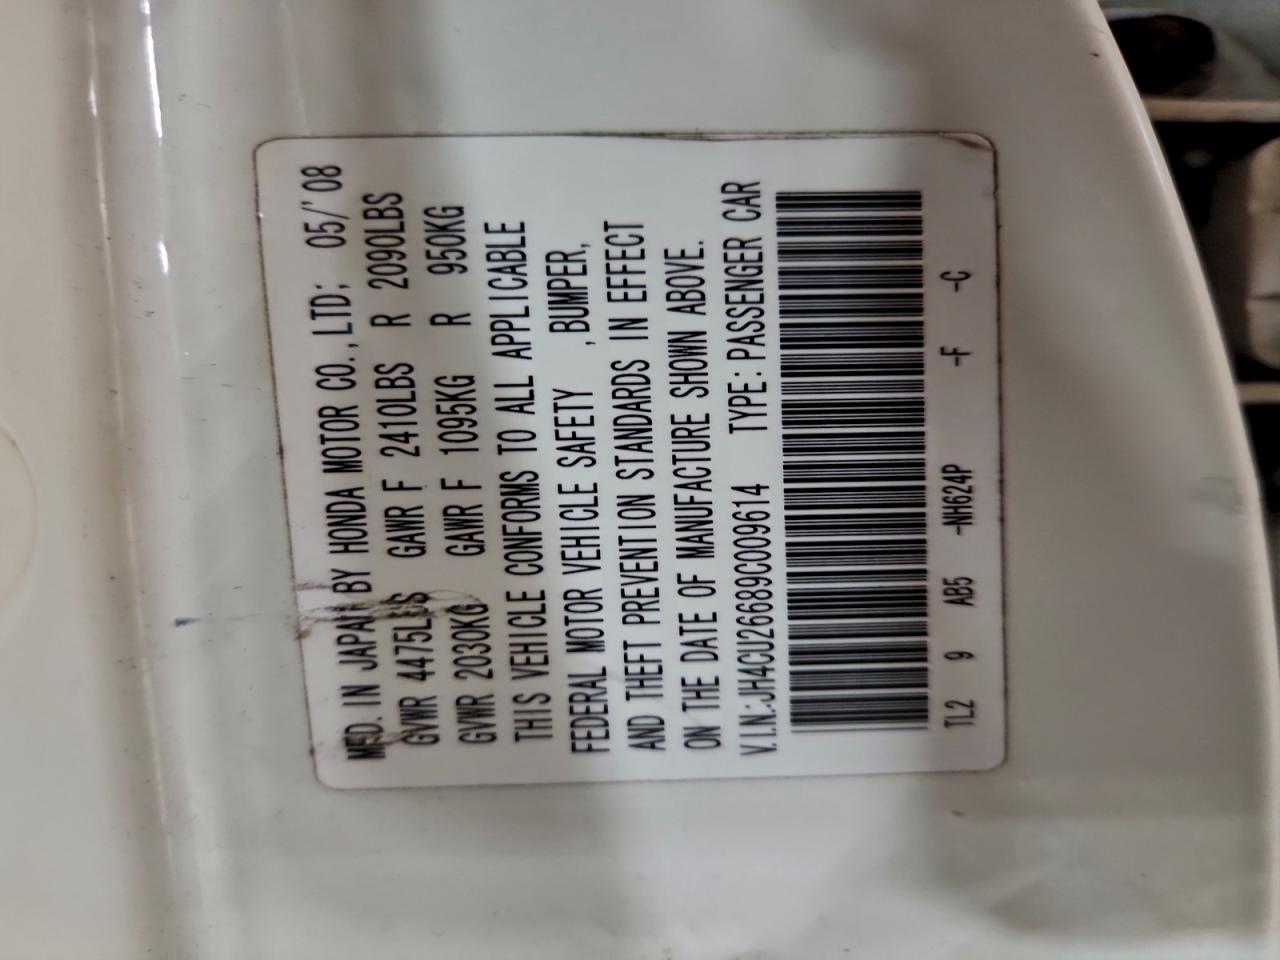 MFD. IN JAPAN BY HONDA MOTOR CO., LTD; 05/'08
GVWR 4475LBS GAWR F 2410LBS R 2090LBS
GVWR 2030KG GAWR F 1095KG R 950KG
THIS VEHICLE CONFORMS TO ALL APPLICABLE
FEDERAL MOTOR VEHICLE SAFETY , BUMPER,
AND THEFT PREVENTION STANDARDS IN EFFECT
ON THE DATE OF MANUFACTURE SHOWN ABOVE.
V.I.N.:JH4CU26689C009614 TYPE:PASSENGER CAR
TL2 9 AB5 -NH624P -F -C